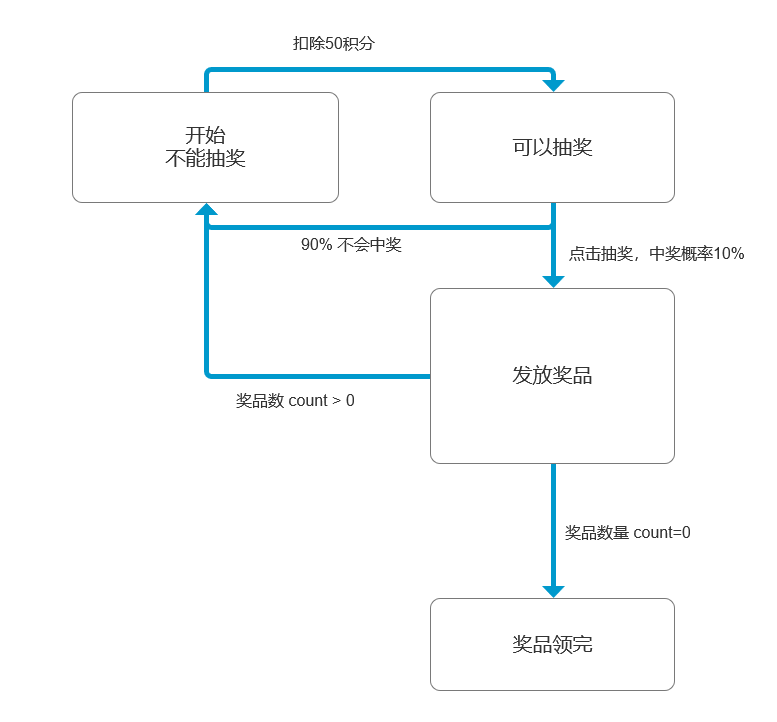 扣除50积分
开始
不能抽奖
可以抽奖
90% 不会中奖
点击抽奖，中奖概率10%
发放奖品
奖品数 count > 0
奖品数量 count=0
奖品领完